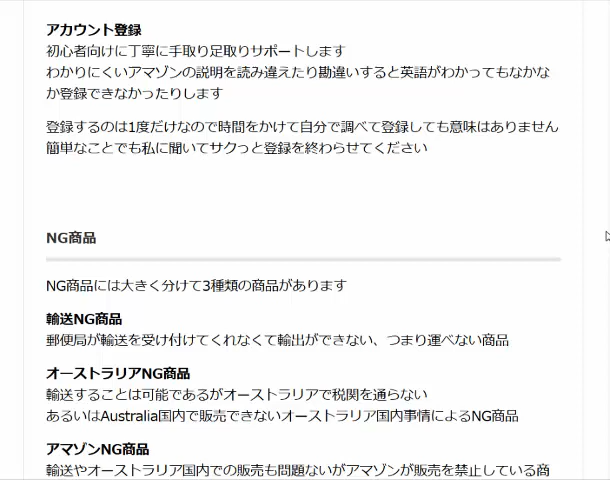 アカウント登録
初心者向けに丁寧に手取り足取りサポートします
わかりにくいアマゾンの説明を読み違えたり勘違いすると英語がわかってもなかな
か登録できなかったりします
登録するのは1度だけなので時間をかけて自分で調べて登録しても意味はありません
簡単なことでも私に聞いてサクっと登録を終わらせてください
NG商品
NG商品には大きく分けて3種類の商品があります
輸送NG商品
郵便局が輸送を受け付けてくれなくて輸出ができない、つまり運べない商品
オーストラリアNG商品
輸送することは可能であるがオーストラリアで税関を通らない
あるいはAustralia国内で販売できないオーストラリア国内事情によるNG商品
アマゾンNG商品
輸送やオーストラリア国内での販売も問題ないがアマゾンが販売を禁止している商